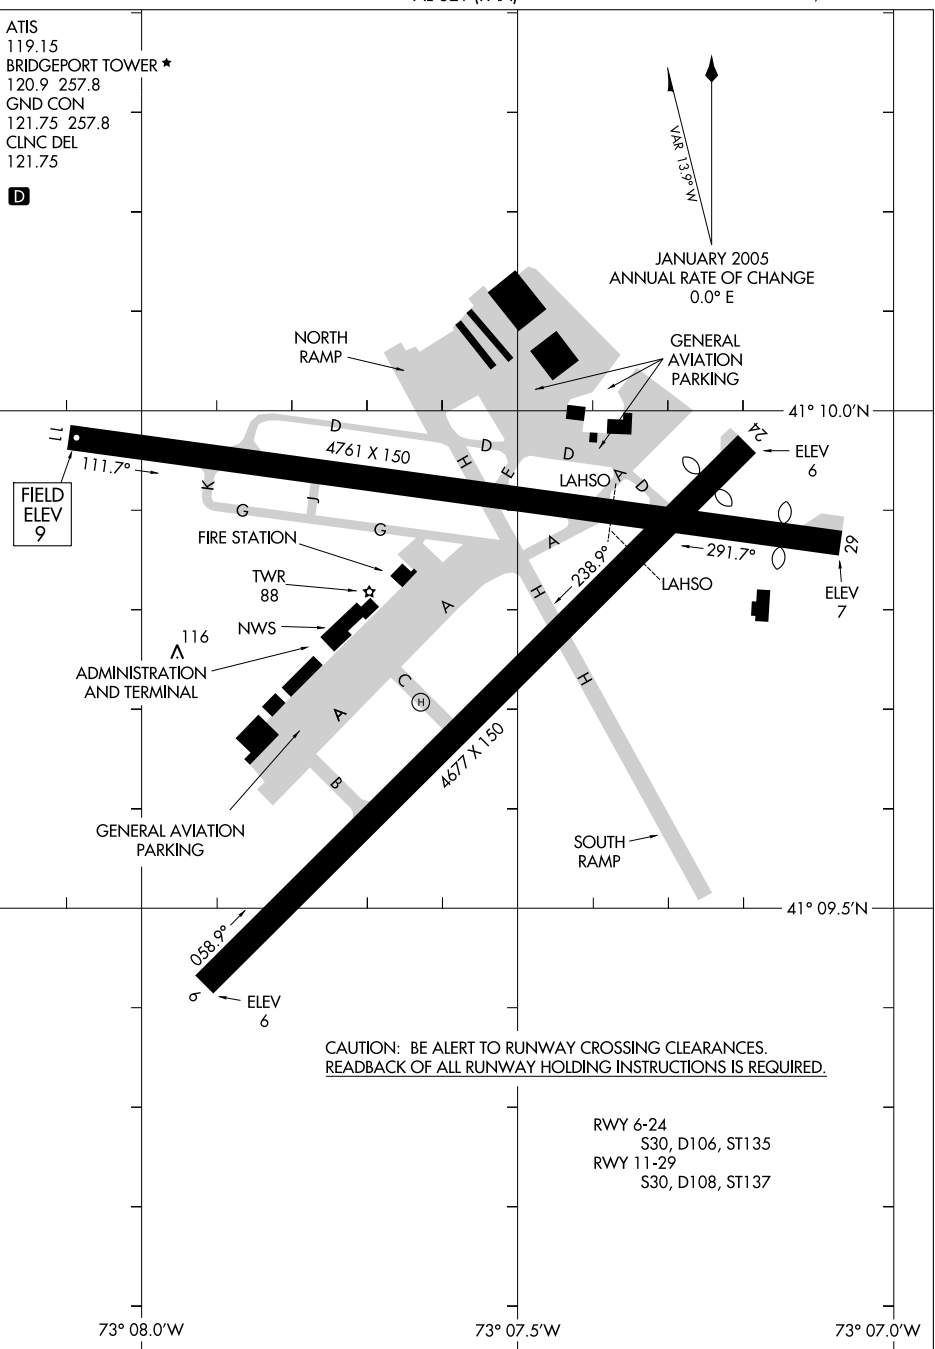 ATIS
119.15
BRIDGEPORT TOWER ★
120.9 257.8
GND CON
121.75 257.8
CLNC DEL
121.75
D
VAR 13.9° W
JANUARY 2005
ANNUAL RATE OF CHANGE
0.0° E
NORTH
RAMP
GENERAL
AVIATION
PARKING
41° 10.0'N
11
D
4761 X 150
H
D
E
D
A
D
24
ELEV
6
111.7°
FIELD
ELEV
9
K
J
G
G
LAHSO
FIRE STATION
A
238.9°
291.7°
29
LAHSO
ELEV
7
TWR
88
NWS
A
H
116
ADMINISTRATION
AND TERMINAL
C
H
H
A
4677 X 150
B
GENERAL AVIATION
PARKING
SOUTH
RAMP
41° 09.5'N
058.9°
6
ELEV
6
CAUTION: BE ALERT TO RUNWAY CROSSING CLEARANCES.
READBACK OF ALL RUNWAY HOLDING INSTRUCTIONS IS REQUIRED.
RWY 6-24
S30, D106, ST135
RWY 11-29
S30, D108, ST137
73° 08.0'W
73° 07.5'W
73° 07.0'W